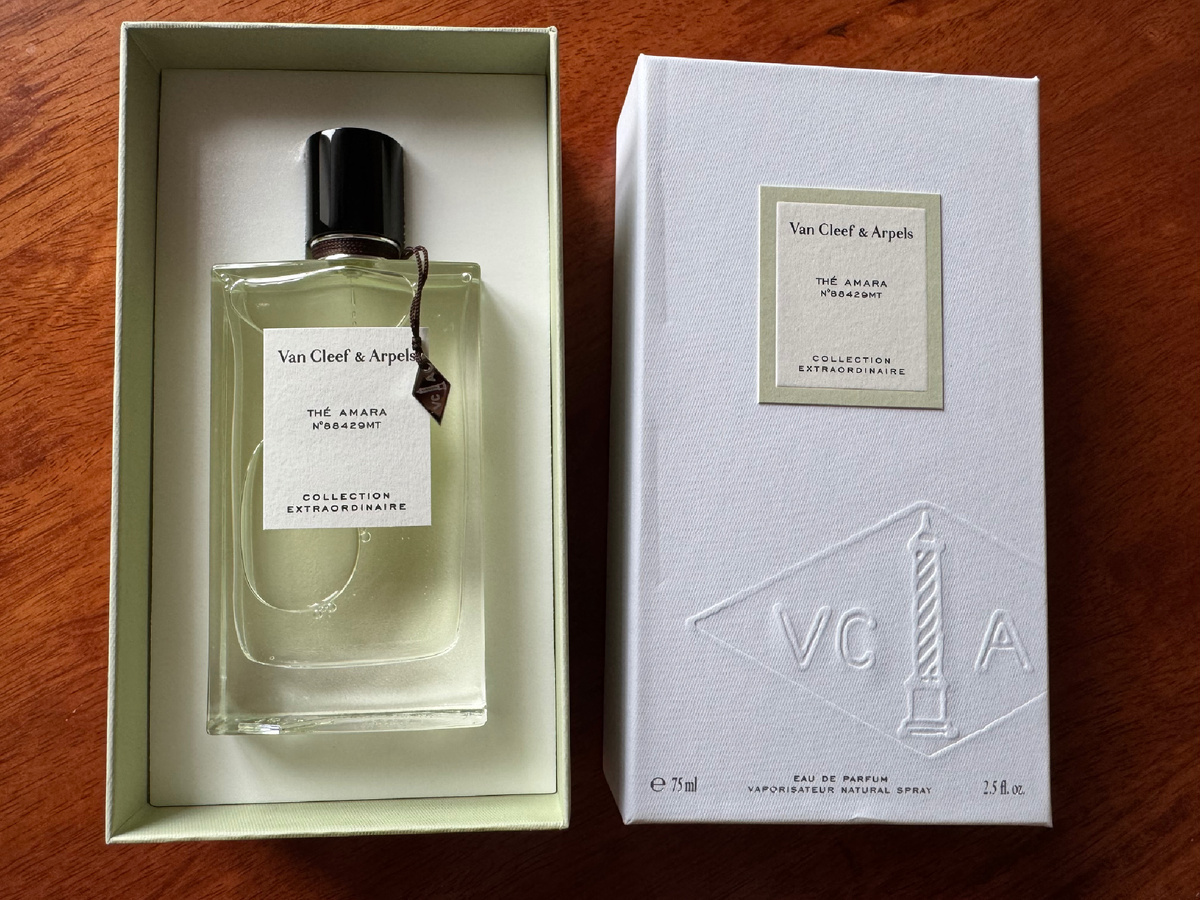 Van Cleef & Arpels
THÉ AMARA
N°88429MT
COLLECTION
EXTRAORDINAIRE
VC A
Van Cleef & Arpels
THÉ AMARA
N°88429MT
COLLECTION
EXTRAORDINAIRE
VC A
℮ 75 ml
EAU DE PARFUM
VAPORISATEUR NATURAL SPRAY
2.5 fl. oz.